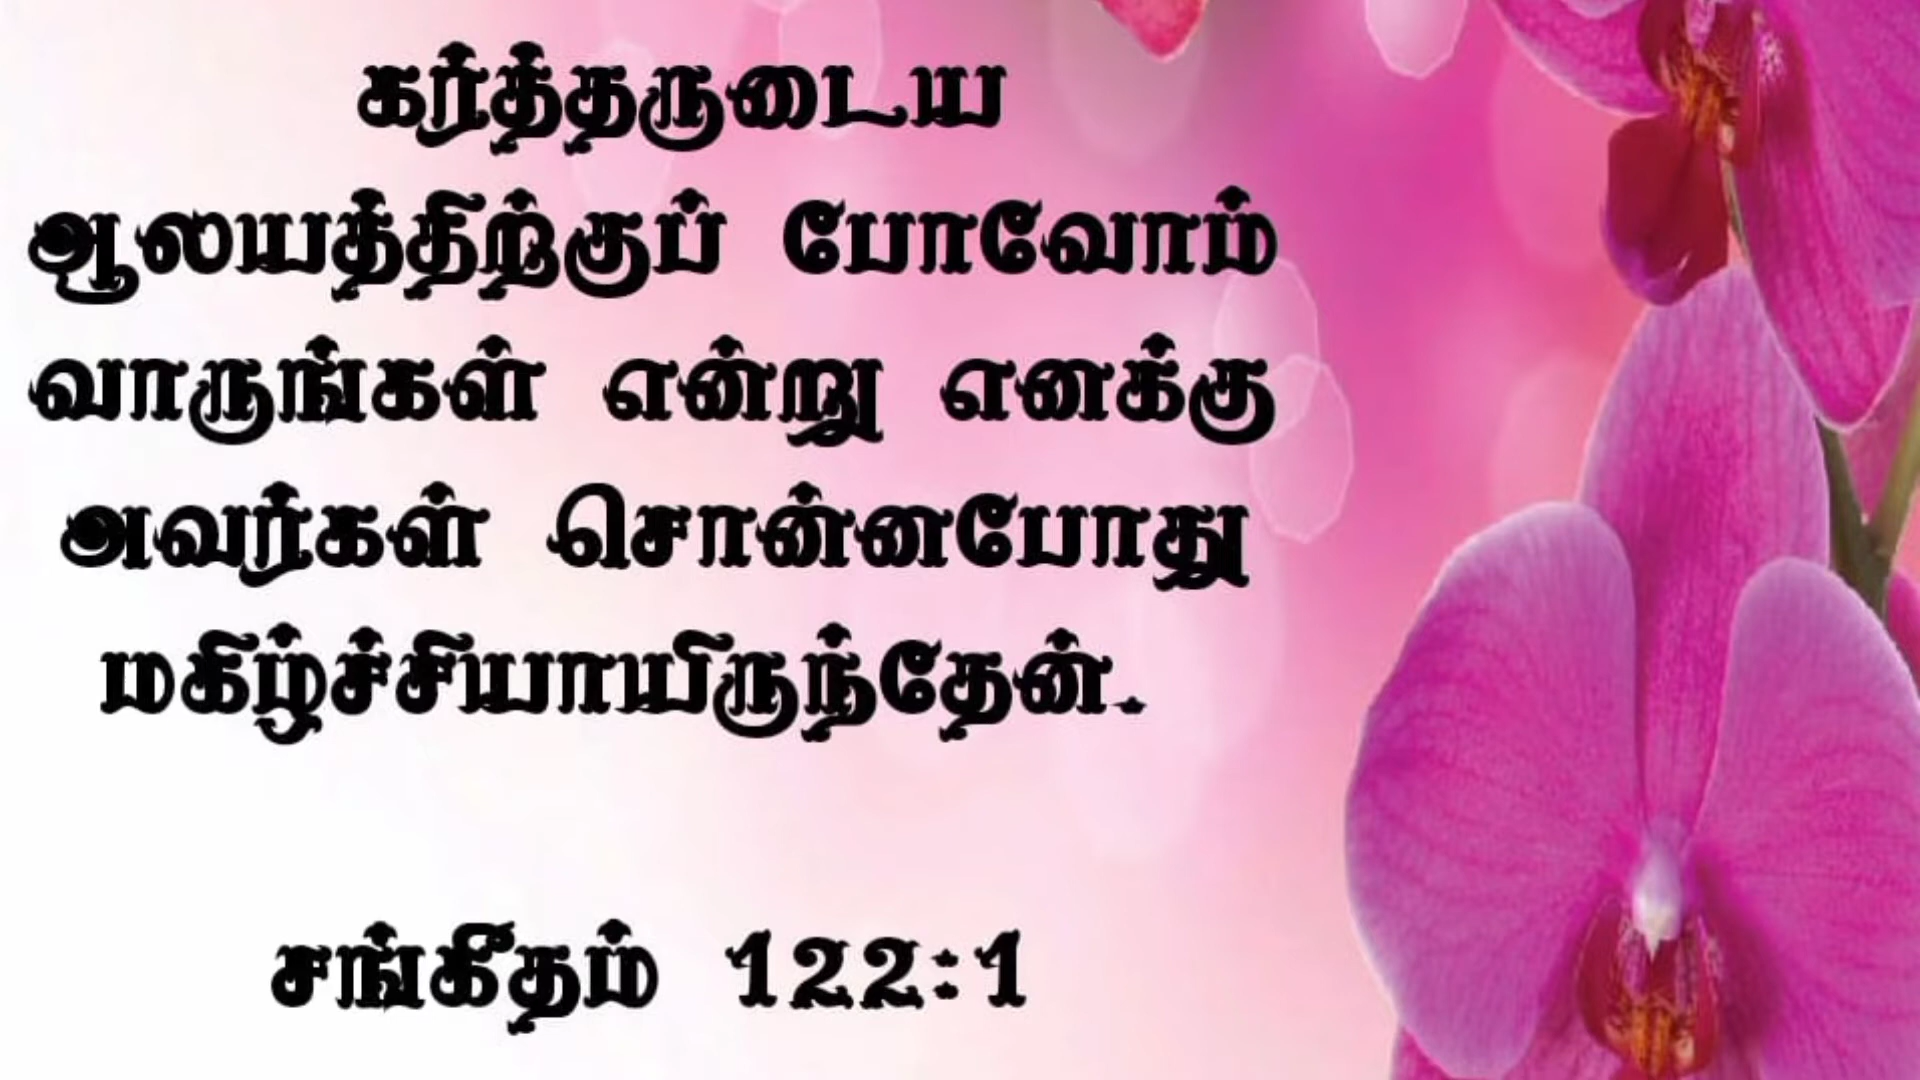 கர்த்தருடைய
ஆலயத்திற்குப் போவோம்
வாருங்கள் என்று எனக்கு
அவர்கள் சொன்னபோது
மகிழ்ச்சியாயிருந்தேன்.
சங்கீதம் 122:1